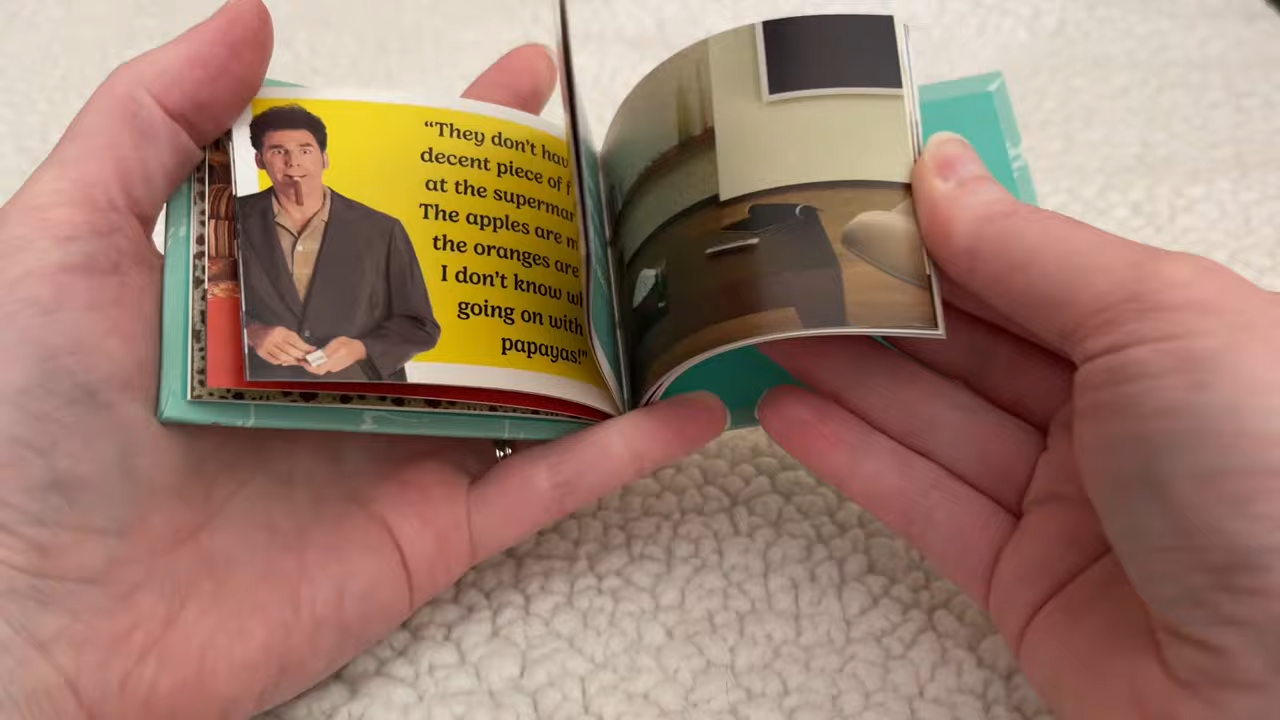 “They don't hav
decent piece of f
at the supermar
The apples are m
the oranges are
I don't know wh
going on with
papayas!"